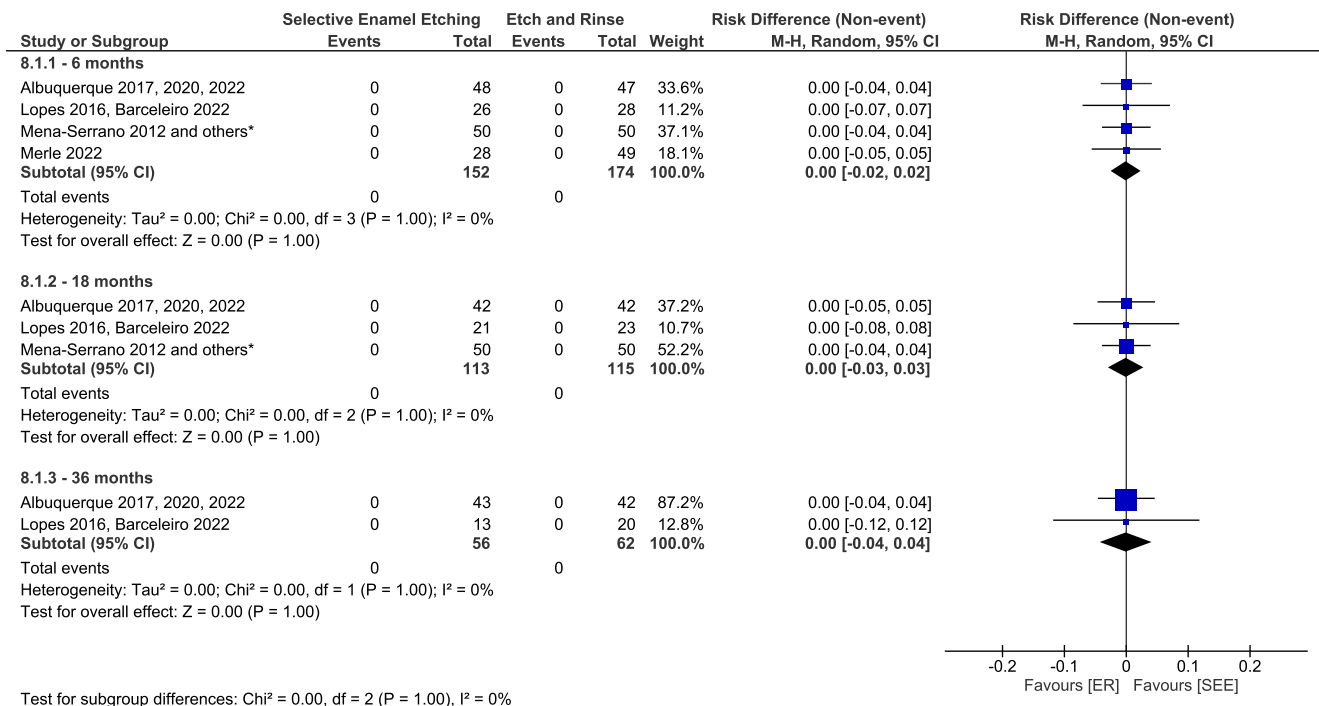 Selective Enamel Etching Etch and Rinse Risk Difference (Non-event) Risk Difference (Non-event)
Study or Subgroup Events Total Events Total Weight M-H, Random, 95% CI M-H, Random, 95% CI
8.1.1 - 6 months
Albuquerque 2017, 2020, 2022 0 48 0 47 33.6% 0.00 [-0.04, 0.04]
Lopes 2016, Barceleiro 2022 0 26 0 28 11.2% 0.00 [-0.07, 0.07]
Mena-Serrano 2012 and others* 0 50 0 50 37.1% 0.00 [-0.04, 0.04]
Merle 2022 0 28 0 49 18.1% 0.00 [-0.05, 0.05]
Subtotal (95% CI) 152 174 100.0% 0.00 [-0.02, 0.02]
Total events 0 0
Heterogeneity: Tau² = 0.00; Chi² = 0.00, df = 3 (P = 1.00); I² = 0%
Test for overall effect: Z = 0.00 (P = 1.00)
8.1.2 - 18 months
Albuquerque 2017, 2020, 2022 0 42 0 42 37.2% 0.00 [-0.05, 0.05]
Lopes 2016, Barceleiro 2022 0 21 0 23 10.7% 0.00 [-0.08, 0.08]
Mena-Serrano 2012 and others* 0 50 0 50 52.2% 0.00 [-0.04, 0.04]
Subtotal (95% CI) 113 115 100.0% 0.00 [-0.03, 0.03]
Total events 0 0
Heterogeneity: Tau² = 0.00; Chi² = 0.00, df = 2 (P = 1.00); I² = 0%
Test for overall effect: Z = 0.00 (P = 1.00)
8.1.3 - 36 months
Albuquerque 2017, 2020, 2022 0 43 0 42 87.2% 0.00 [-0.04, 0.04]
Lopes 2016, Barceleiro 2022 0 13 0 20 12.8% 0.00 [-0.12, 0.12]
Subtotal (95% CI) 56 62 100.0% 0.00 [-0.04, 0.04]
Total events 0 0
Heterogeneity: Tau² = 0.00; Chi² = 0.00, df = 1 (P = 1.00); I² = 0%
Test for overall effect: Z = 0.00 (P = 1.00)
-0.2 -0.1 0 0.1 0.2
Favours [ER] Favours [SEE]
Test for subgroup differences: Chi² = 0.00, df = 2 (P = 1.00), I² = 0%